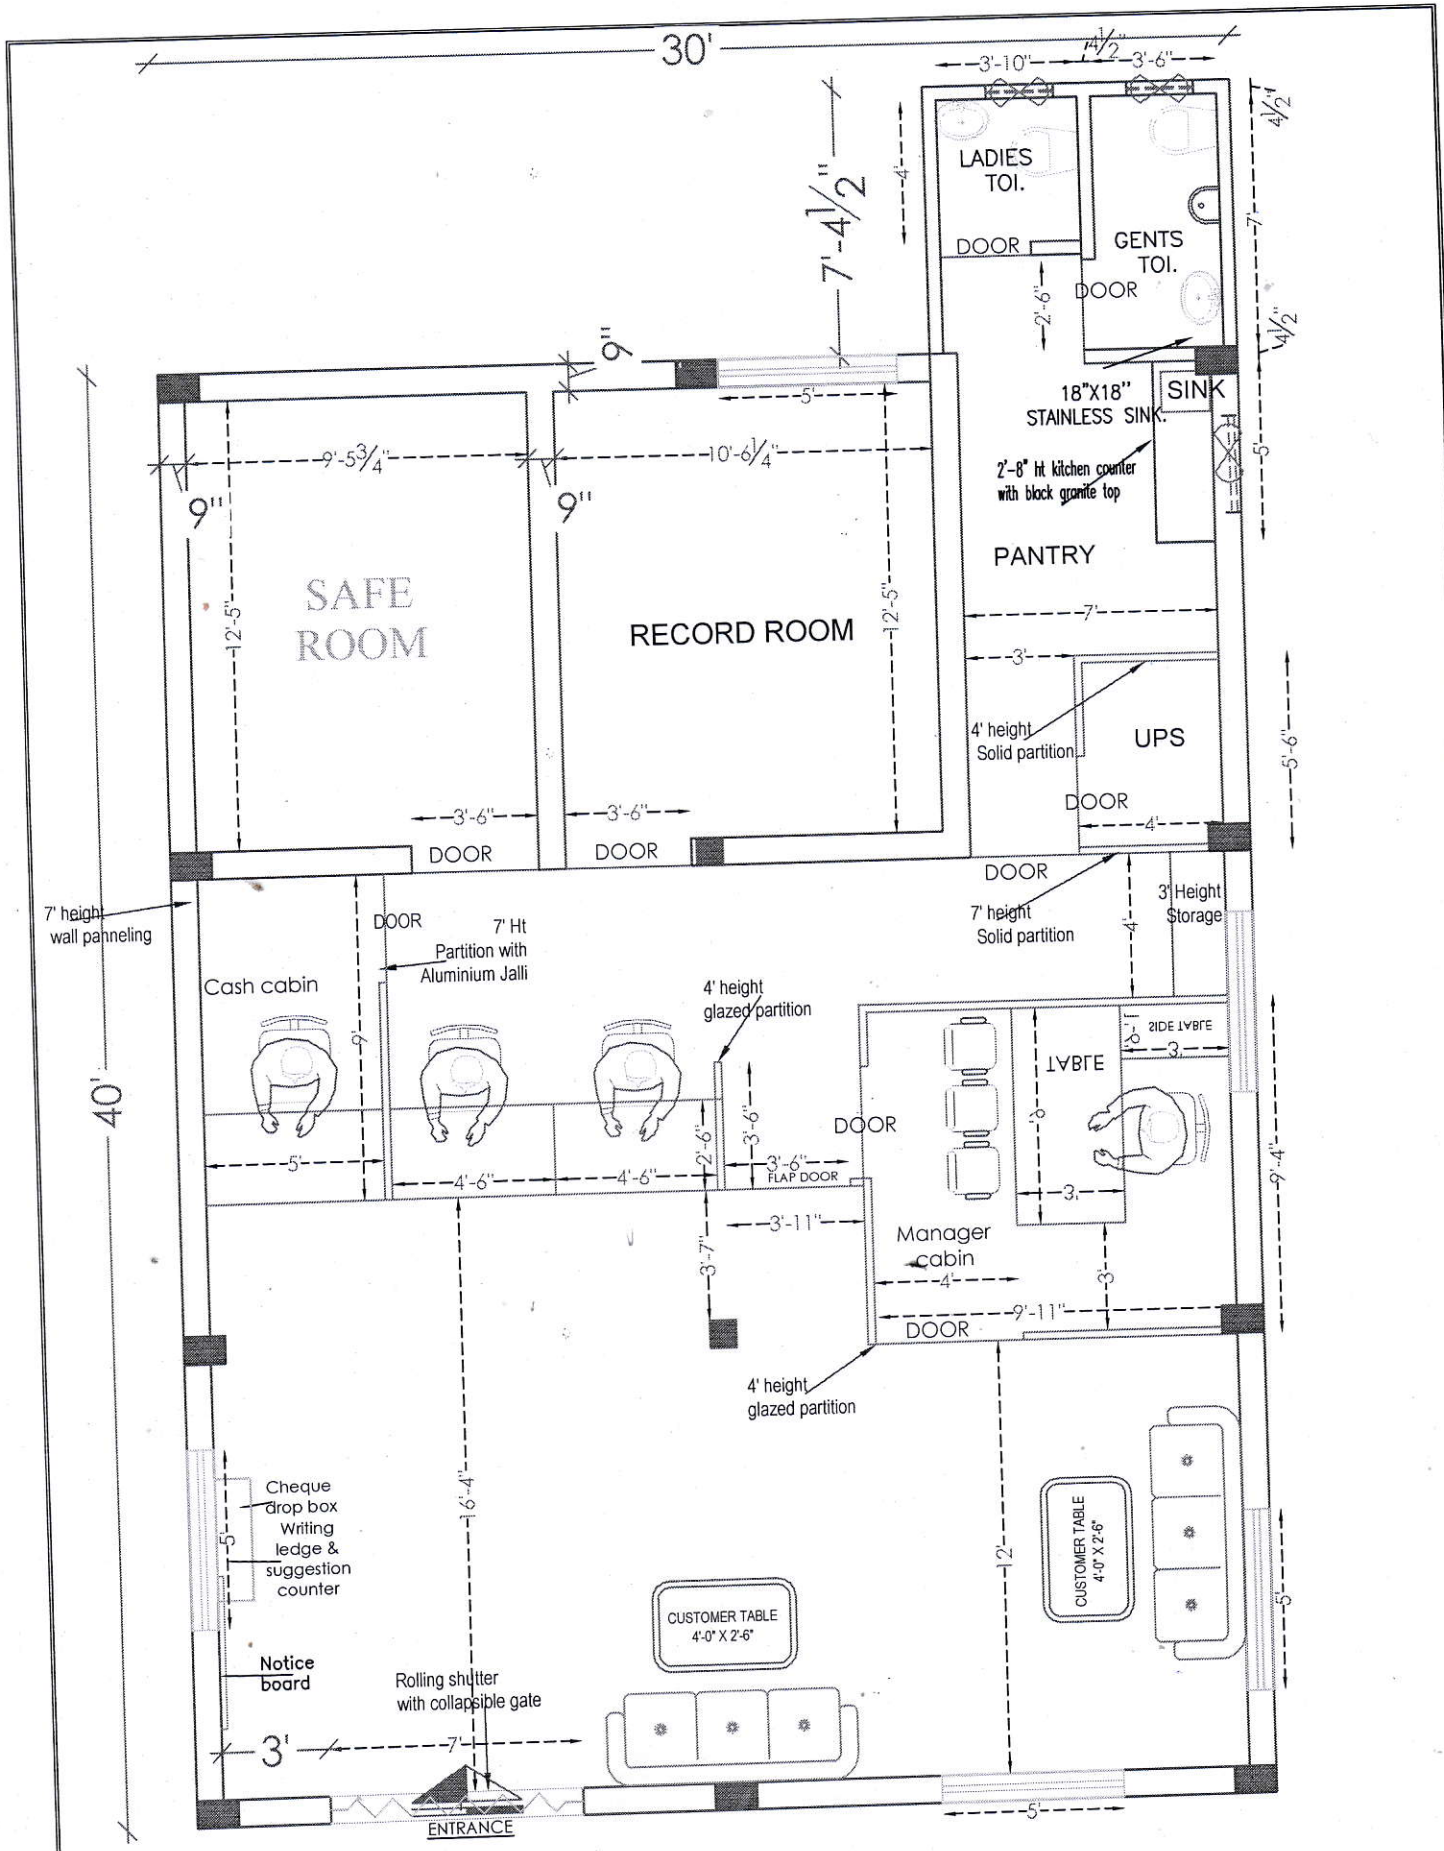 30'
3'-10"
4 1/2"
3'-6"
4 1/2"
7'-4 1/2"
4'
LADIES
TOI.
7'
GENTS
TOI.
DOOR
DOOR
2'-6"
4 1/2"
9"
18"X18"
STAINLESS SINK.
SINK
5'
9'-5 3/4"
10'-6 1/4"
9"
9"
2'-8" ht kitchen counter
with black granite top
5'
PANTRY
SAFE
ROOM
12'-5"
RECORD ROOM
12'-5"
7'
3'
4' height
Solid partition
UPS
5'-6"
DOOR
4'
3'-6"
3'-6"
DOOR
DOOR
DOOR
7' height
wall panneling
DOOR
7' Ht
Partition with
Aluminium Jalli
7' height
Solid partition
4'
3' Height
Storage
Cash cabin
4' height
glazed partition
9'
40'
TABLE
SIDE TABLE
1'-6"
3'
6'
DOOR
2'-6"
3'-6"
5'
4'-6"
4'-6"
3'-6"
FLAP DOOR
3'
9'-4"
3'-11"
3'-7"
Manager
cabin
4'
3'
9'-11"
DOOR
4' height
glazed partition
16'-4"
12'
Cheque
drop box
Writing
ledge &
suggestion
counter
5'
CUSTOMER TABLE
4'-0" X 2'-6"
CUSTOMER TABLE
4'-0" X 2'-6"
5'
Notice
board
Rolling shutter
with collapsible gate
3'
7'
ENTRANCE
5'